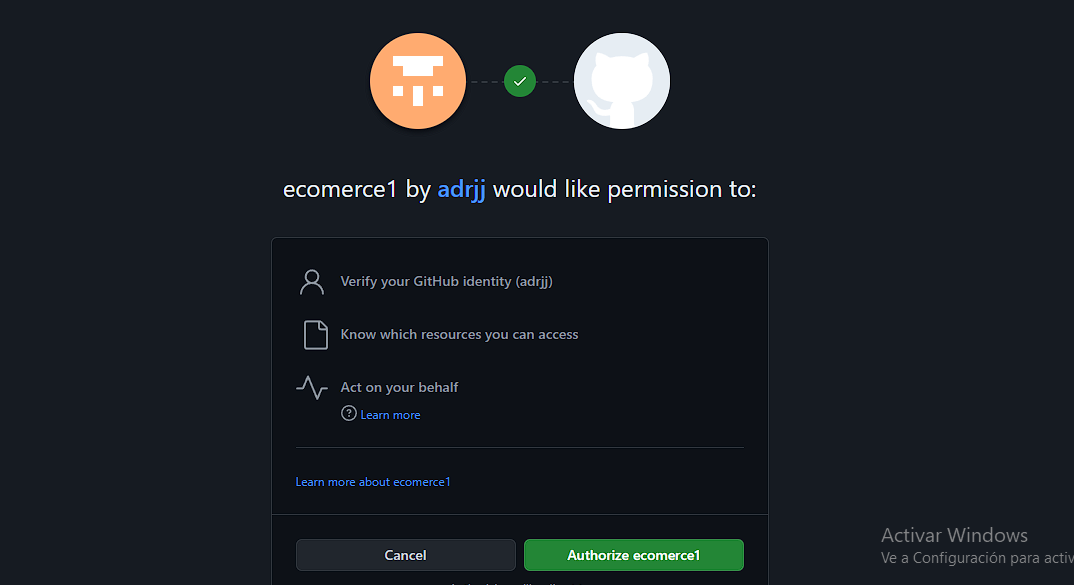 ecomerce1 by adrjj would like permission to:
Verify your GitHub identity (adrjj)
Know which resources you can access
Act on your behalf
Learn more
Learn more about ecomerce1
Cancel
Authorize ecomerce1
Activar Windows
Ve a Configuración para activ